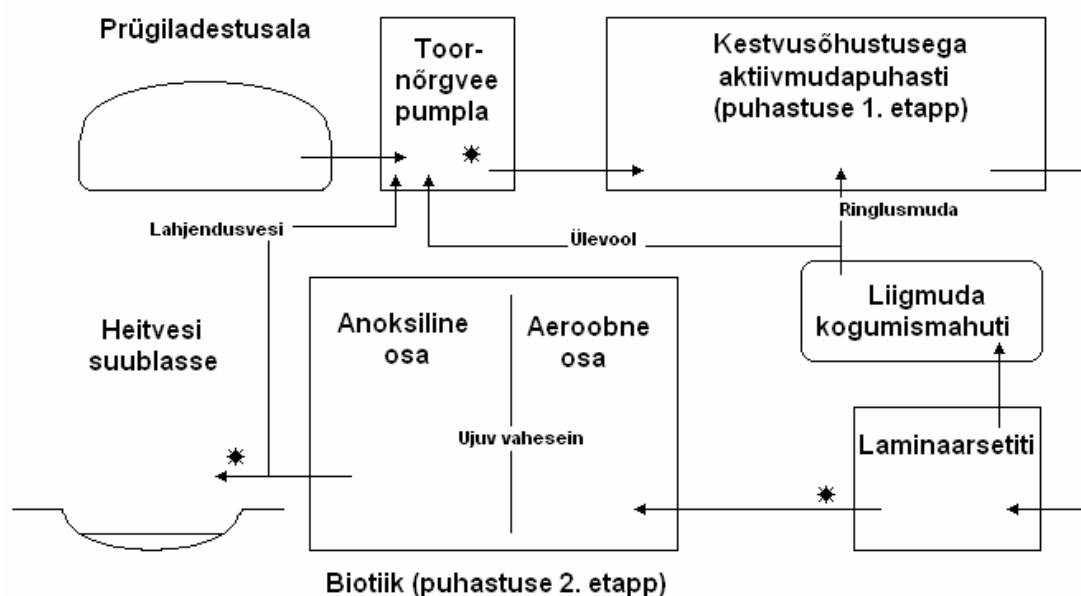 Prügiladestusala
Toor-
nõrgvee
pumpla
Kestvusõhustusega
aktiivmudapuhasti
(puhastuse 1. etapp)
Lahjendusvesi
Ülevool
Ringlusmuda
Liigmuda
kogumismahuti
Heitvesi
suublasse
Anoksiline
osa
Aeroobne
osa
Ujuv vahesein
Laminaarsetiti
Biotiik (puhastuse 2. etapp)